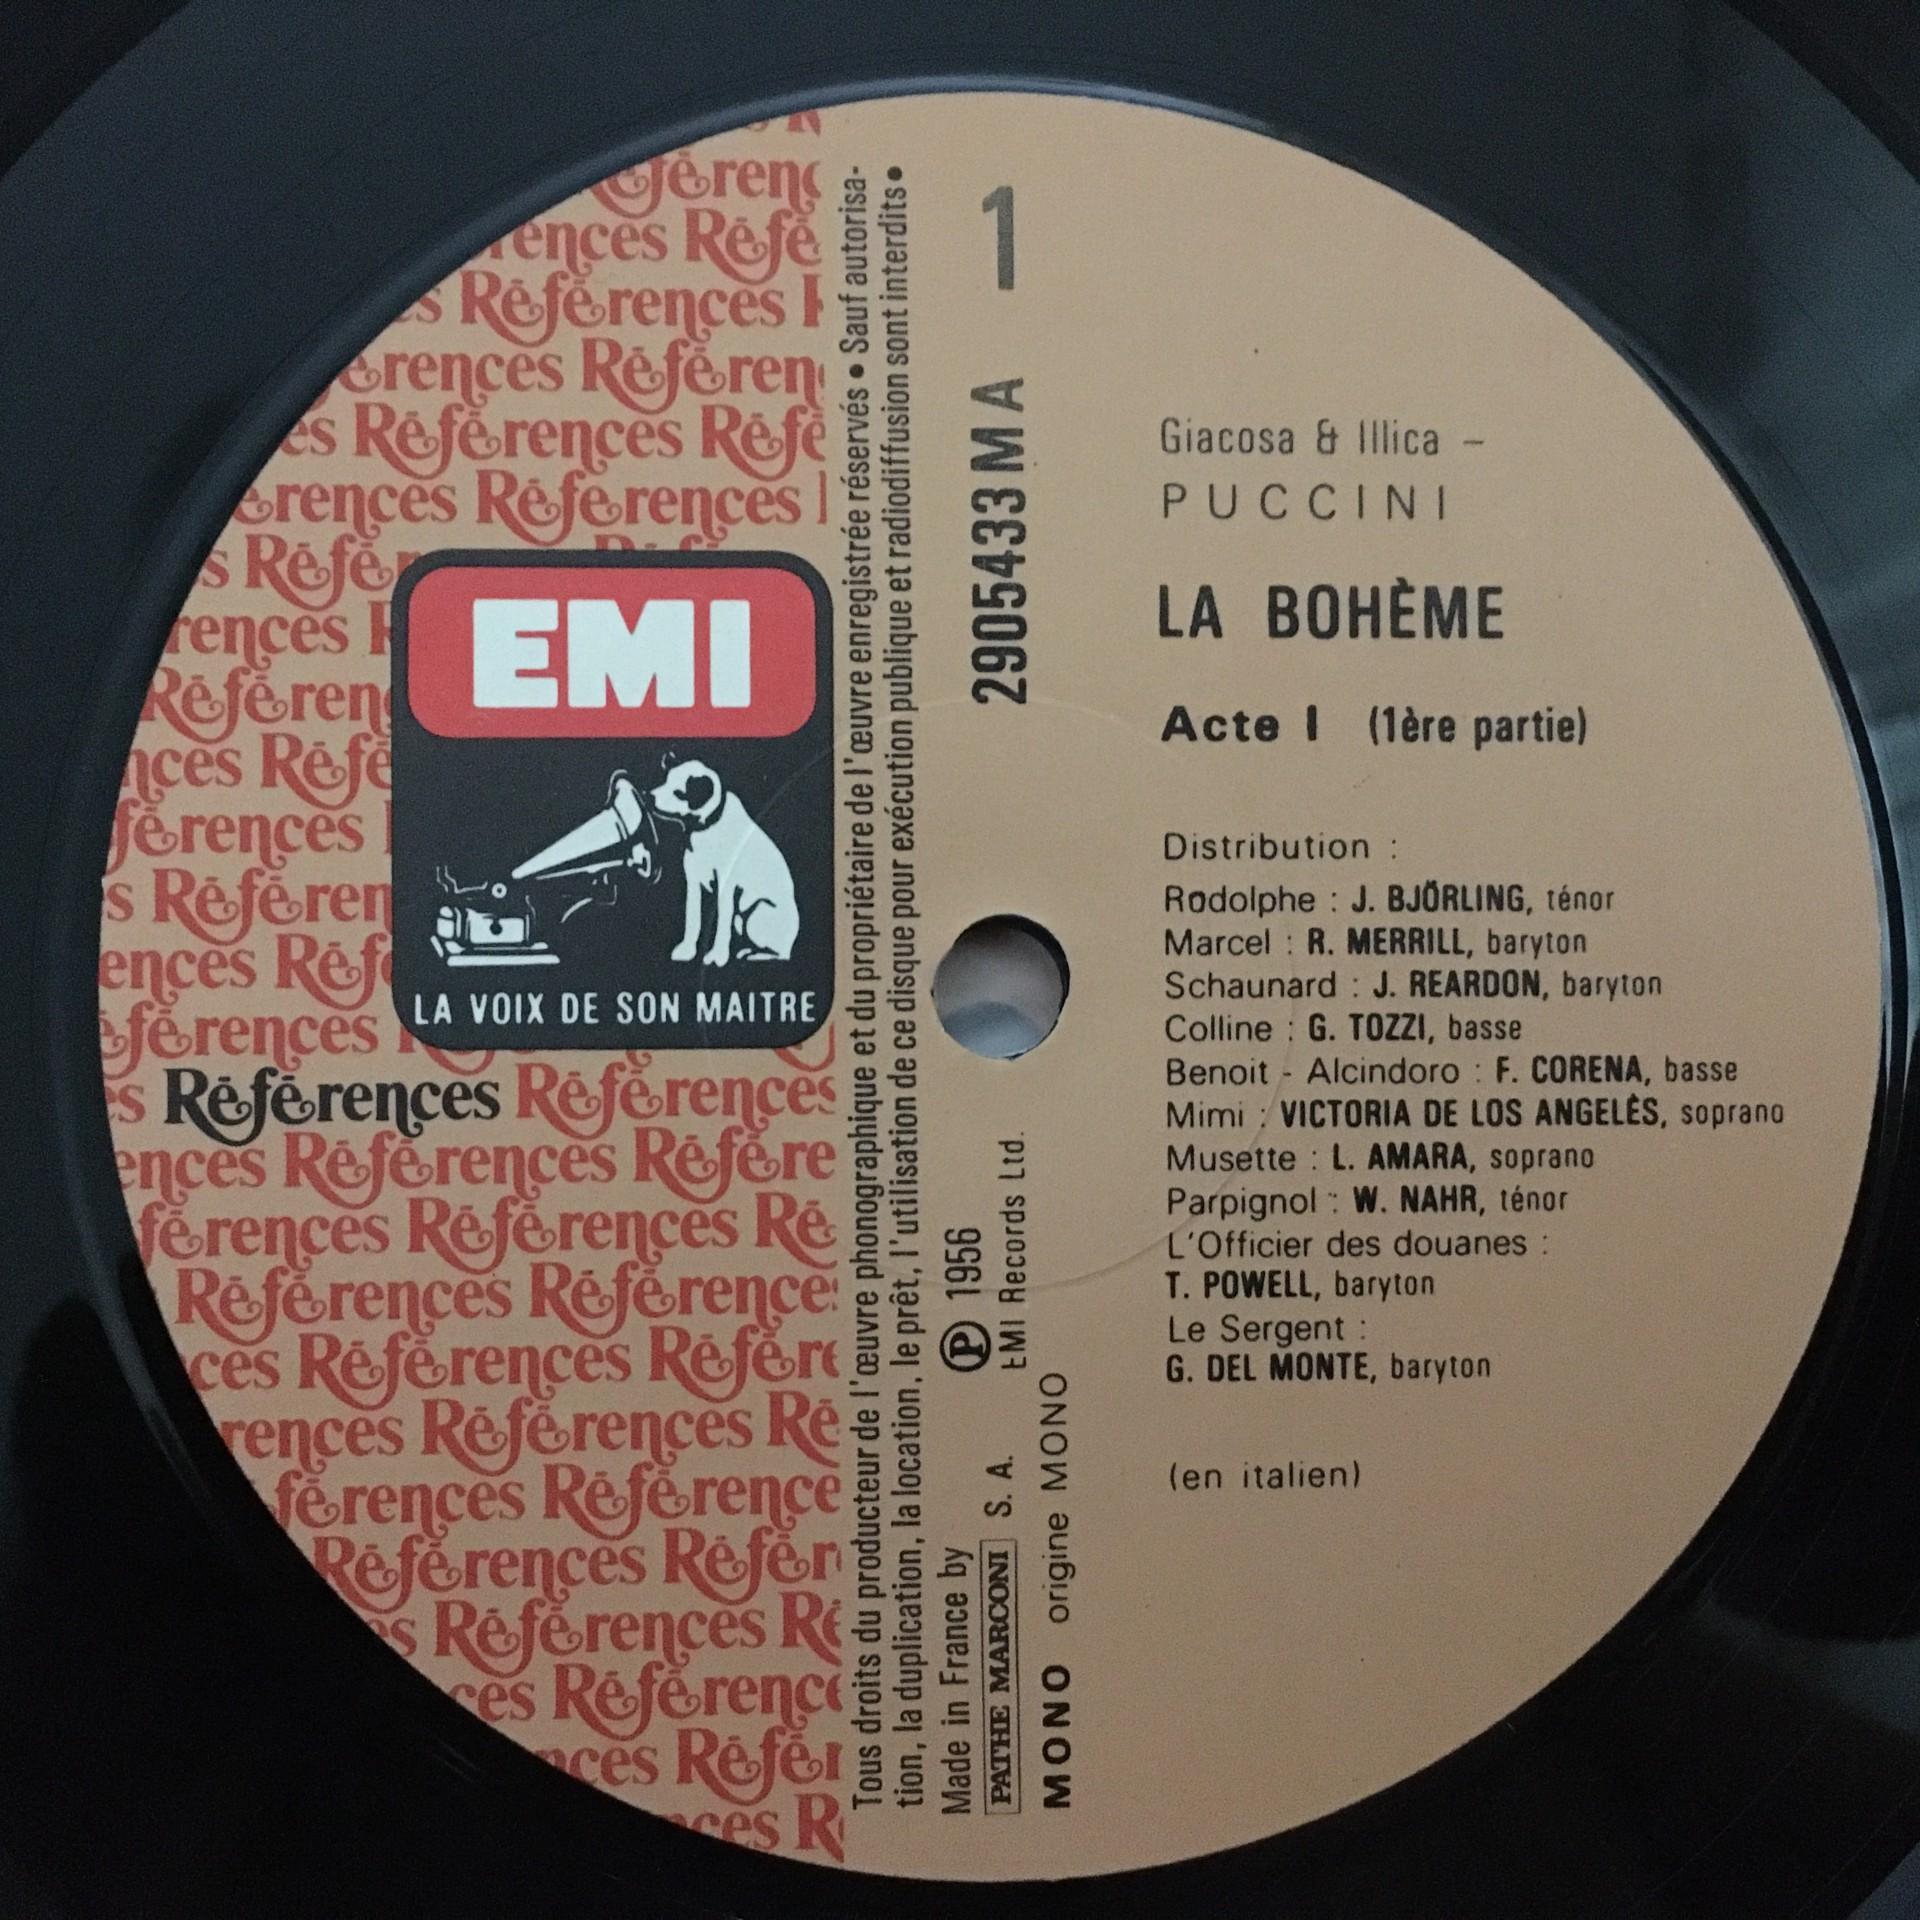 EMI
LA VOIX DE SON MAITRE
Références
Tous droits du producteur de l'œuvre phonographique et du propriétaire de l'œuvre enregistrée réservés • Sauf autorisa-
tion, la duplication, la location, le prêt, l'utilisation de ce disque pour exécution publique et radiodiffusion sont interdits •
Made in France by
PATHE MARCONI S. A.
℗ 1956
EMI Records Ltd.
MONO origine MONO
2905433 M A 1
Giacosa & Illica –
PUCCINI
LA BOHÈME
Acte I (1ère partie)
Distribution :
Rodolphe : J. BJÖRLING, ténor
Marcel : R. MERRILL, baryton
Schaunard : J. REARDON, baryton
Colline : G. TOZZI, basse
Benoit - Alcindoro : F. CORENA, basse
Mimi : VICTORIA DE LOS ANGELÈS, soprano
Musette : L. AMARA, soprano
Parpignol : W. NAHR, ténor
L'Officier des douanes :
T. POWELL, baryton
Le Sergent :
G. DEL MONTE, baryton
(en italien)